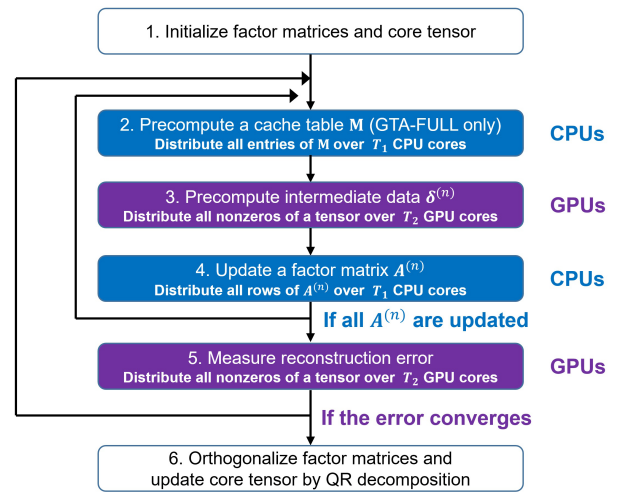 1. Initialize factor matrices and core tensor
2. Precompute a cache table M (GTA-FULL only)
Distribute all entries of M over T₁ CPU cores
CPUs
3. Precompute intermediate data δ⁽ⁿ⁾
Distribute all nonzeros of a tensor over T₂ GPU cores
GPUs
4. Update a factor matrix A⁽ⁿ⁾
Distribute all rows of A⁽ⁿ⁾ over T₁ CPU cores
CPUs
If all A⁽ⁿ⁾ are updated
5. Measure reconstruction error
Distribute all nonzeros of a tensor over T₂ GPU cores
GPUs
If the error converges
6. Orthogonalize factor matrices and
update core tensor by QR decomposition